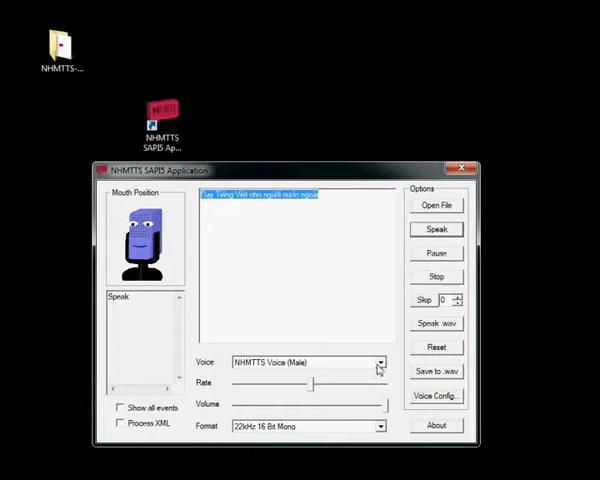 NHMTTS-...
NHMTTS
SAPI5 Ap...
NHMTTS SAPI5 Application
Mouth Position
Dạy Tiếng Việt cho người nước ngoài
Options
Open File
Speak
Pause
Stop
Skip 0
Speak .wav
Reset
Save to .wav
Voice Config...
About
Speak
Voice NHMTTS Voice (Male)
Rate
Volume
Format 22kHz 16 Bit Mono
Show all events
Process XML